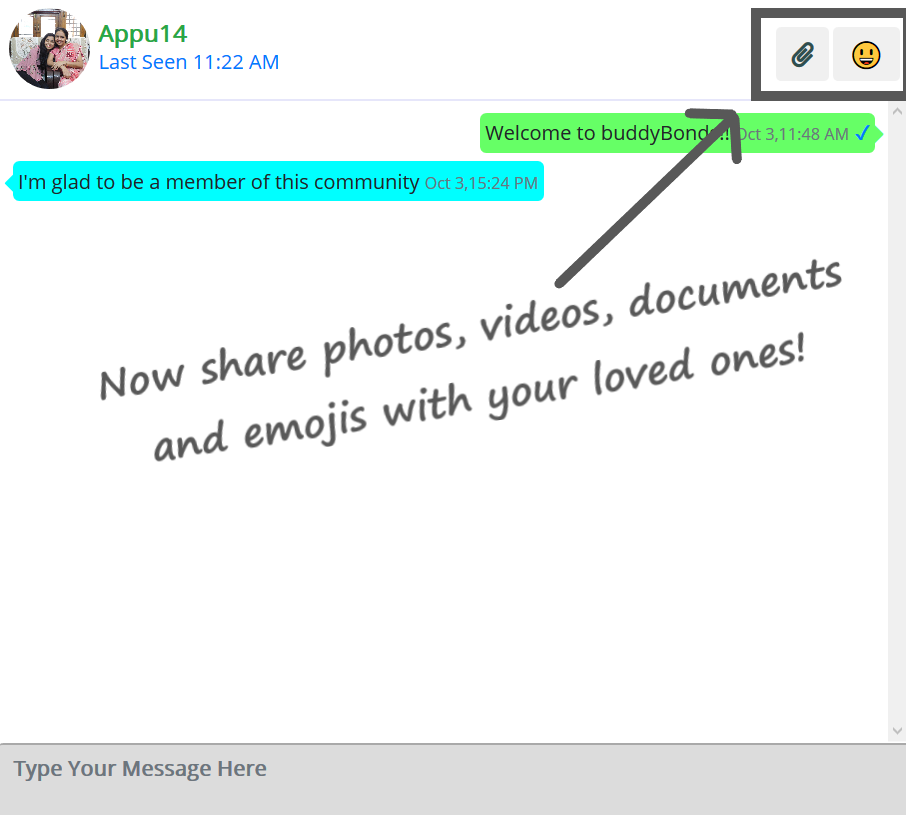 Appu14
Last Seen 11:22 AM
Welcome to buddyBonds!! Oct 3,11:48 AM
I'm glad to be a member of this community Oct 3,15:24 PM
Now share photos, videos, documents
and emojis with your loved ones!
Type Your Message Here